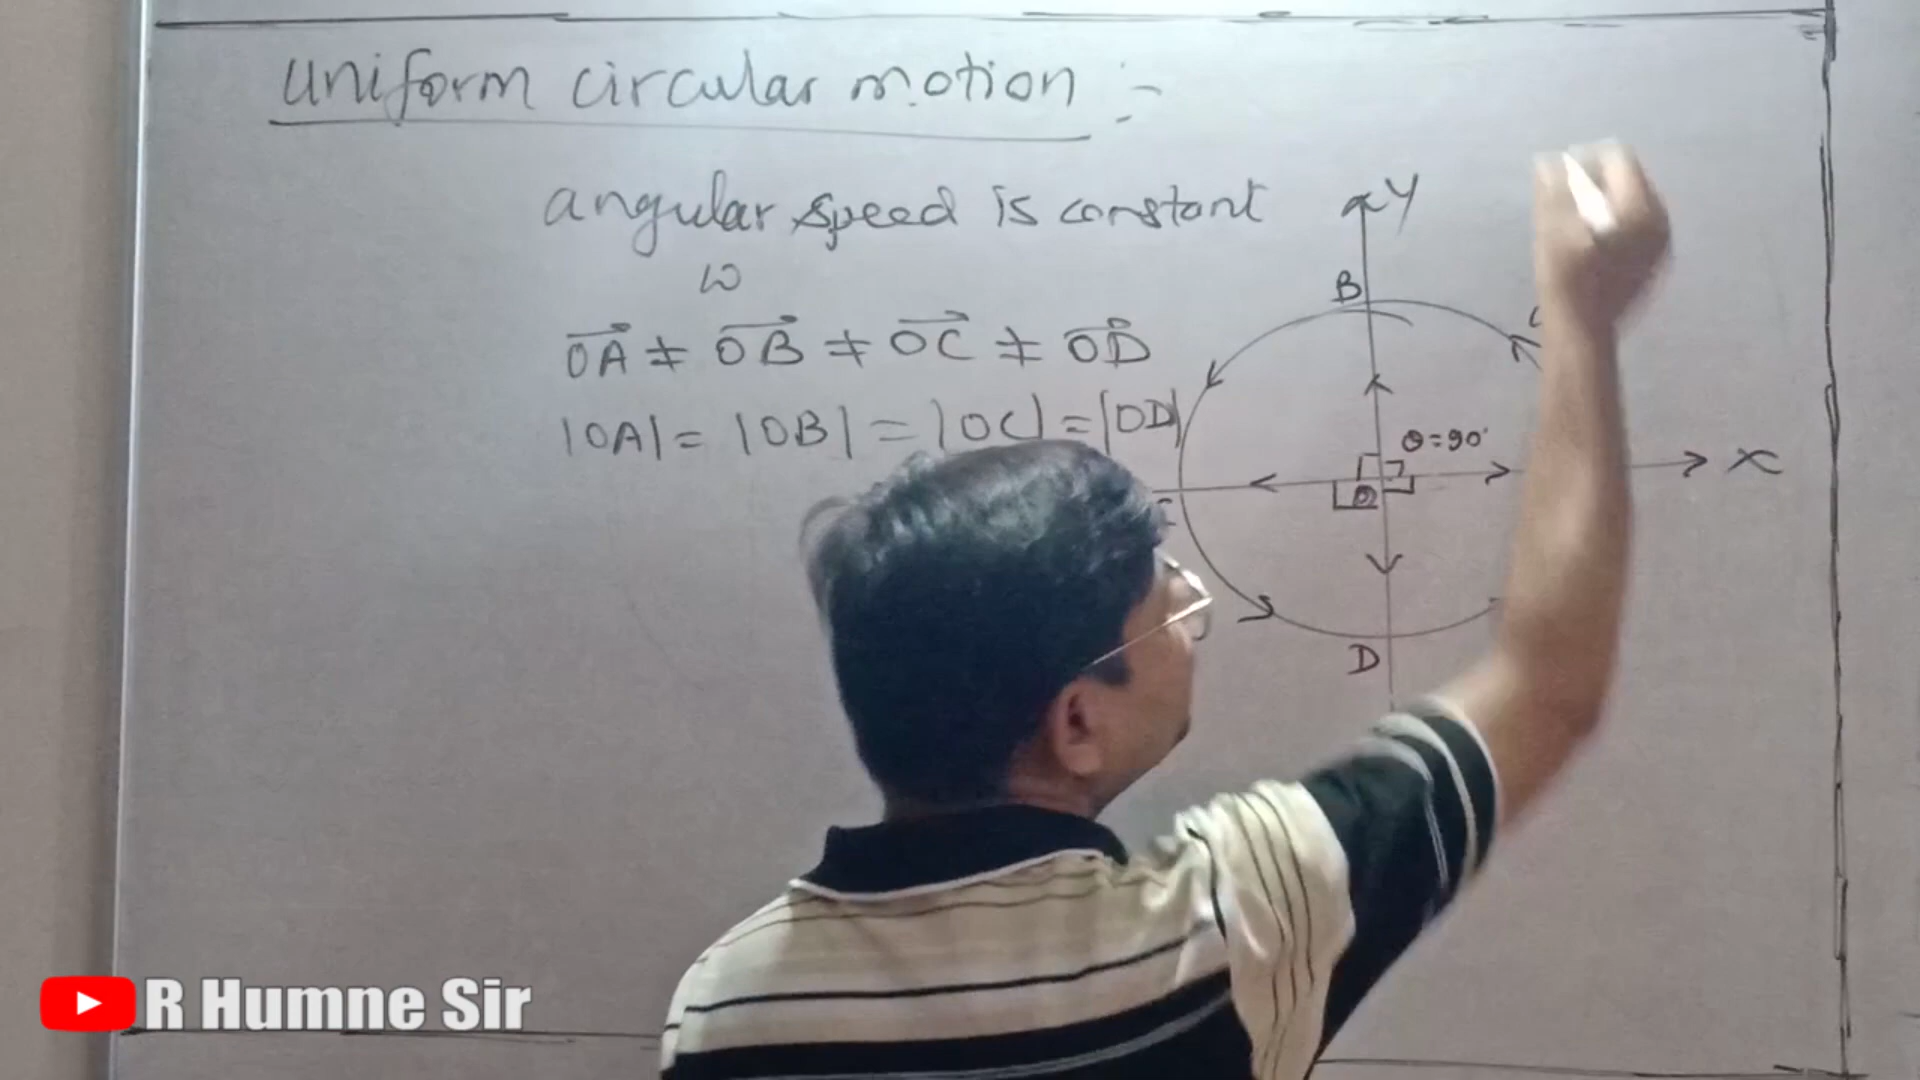 uniform circular motion :-
angular speed is constant
ω
OA ≠ OB ≠ OC ≠ OD
|OA| = |OB| = |OC| = |OD|
Y
B
θ=90°
X
O
D
R Humne Sir